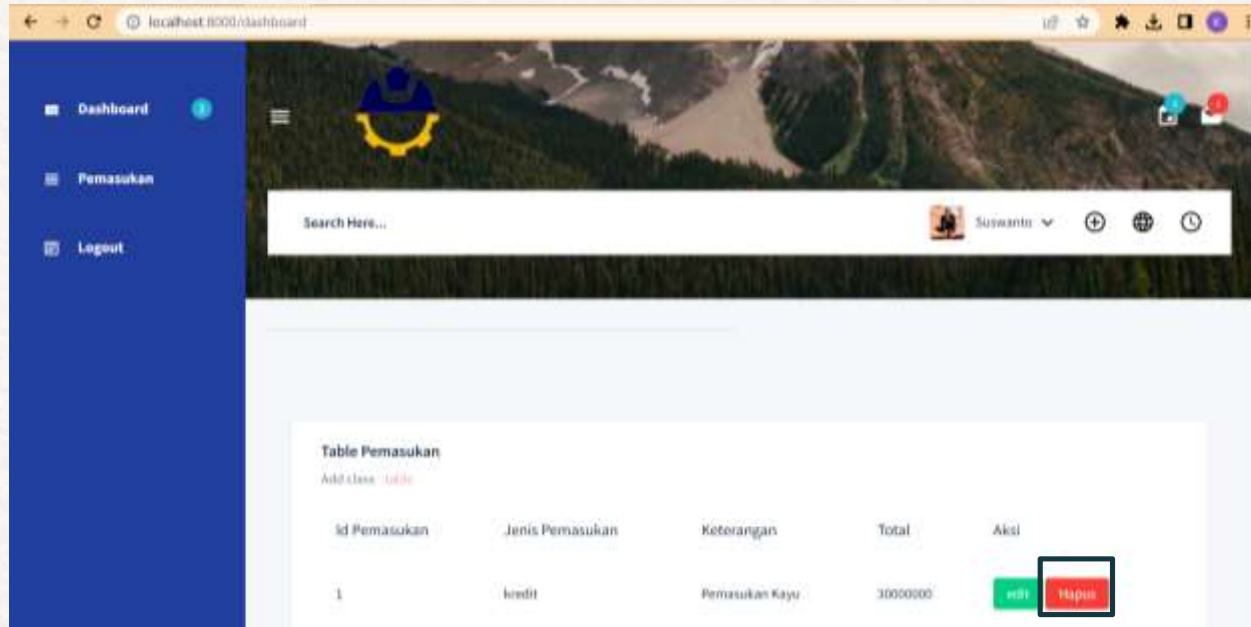 localhost:8000/dashboard
Dashboard
Pemasukan
Logout
Search Here...
Suswanto
Table Pemasukan
Add class table
Id Pemasukan Jenis Pemasukan Keterangan Total Aksi
1 kredit Pemasukan Kayu 30000000 edit Hapus